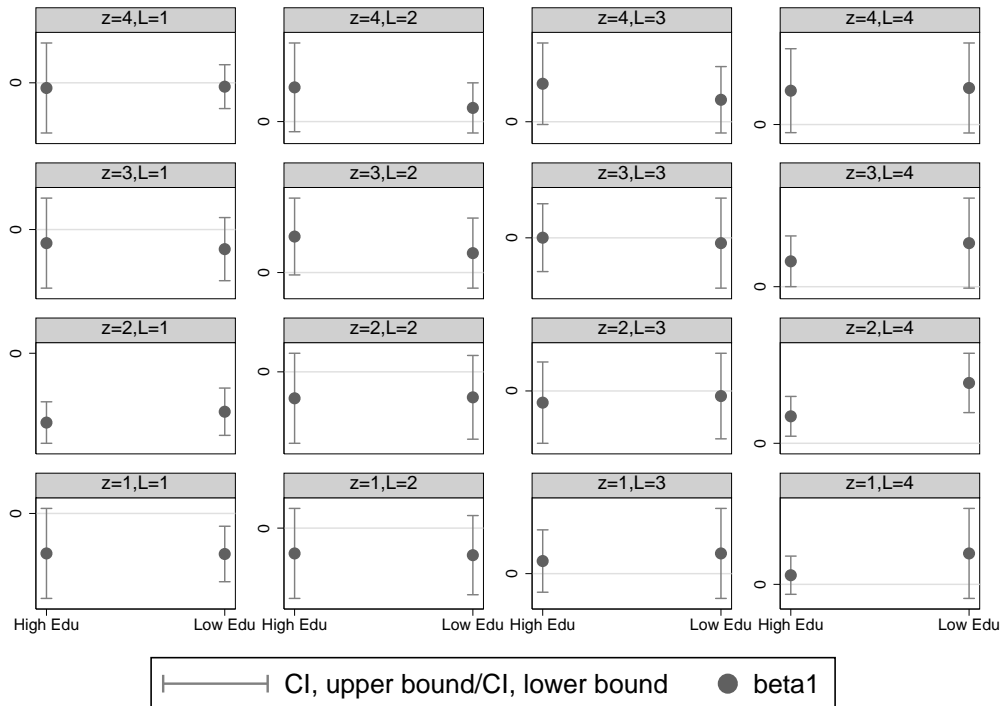 z=4,L=1 z=4,L=2 z=4,L=3 z=4,L=4
0 0 0 0
z=3,L=1 z=3,L=2 z=3,L=3 z=3,L=4
0 0 0 0
z=2,L=1 z=2,L=2 z=2,L=3 z=2,L=4
0 0 0 0
z=1,L=1 z=1,L=2 z=1,L=3 z=1,L=4
0 0 0 0
High Edu Low Edu High Edu Low Edu High Edu Low Edu High Edu Low Edu
CI, upper bound/CI, lower bound beta1